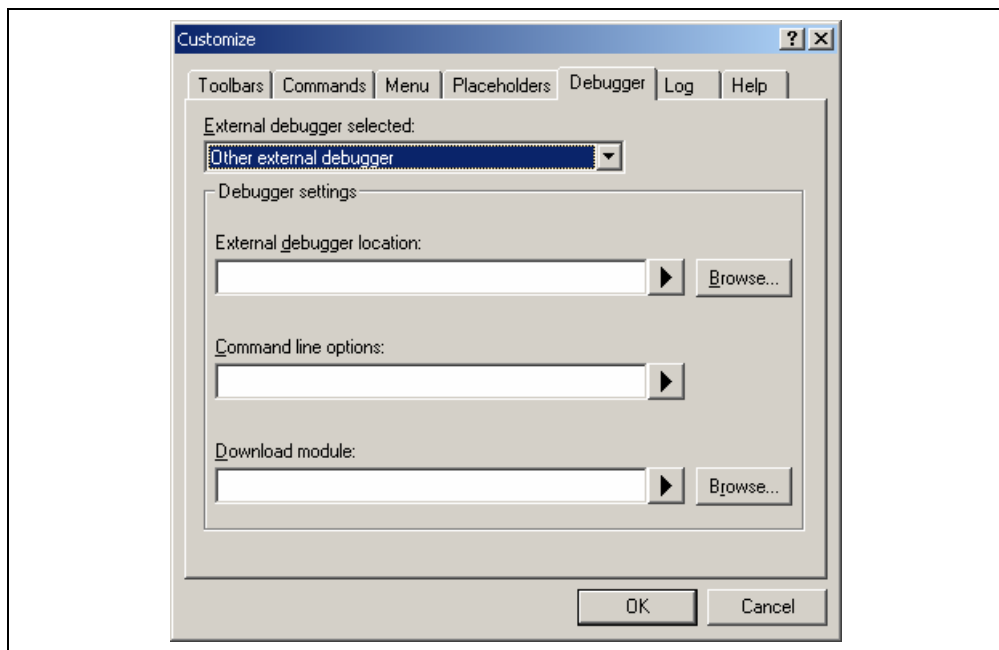 Customize
Toolbars Commands Menu Placeholders Debugger Log Help
External debugger selected:
Other external debugger
Debugger settings
External debugger location:
Browse...
Command line options:
Download module:
Browse...
OK Cancel